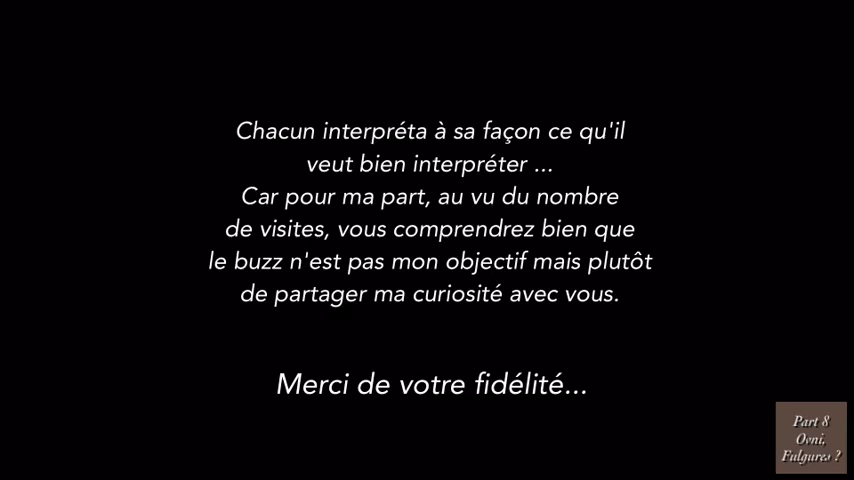 Chacun interpréta à sa façon ce qu'il
veut bien interpréter ...
Car pour ma part, au vu du nombre
de visites, vous comprendrez bien que
le buzz n'est pas mon objectif mais plutôt
de partager ma curiosité avec vous.
Merci de votre fidélité...
Part 8
Ovni,
Fulgures ?